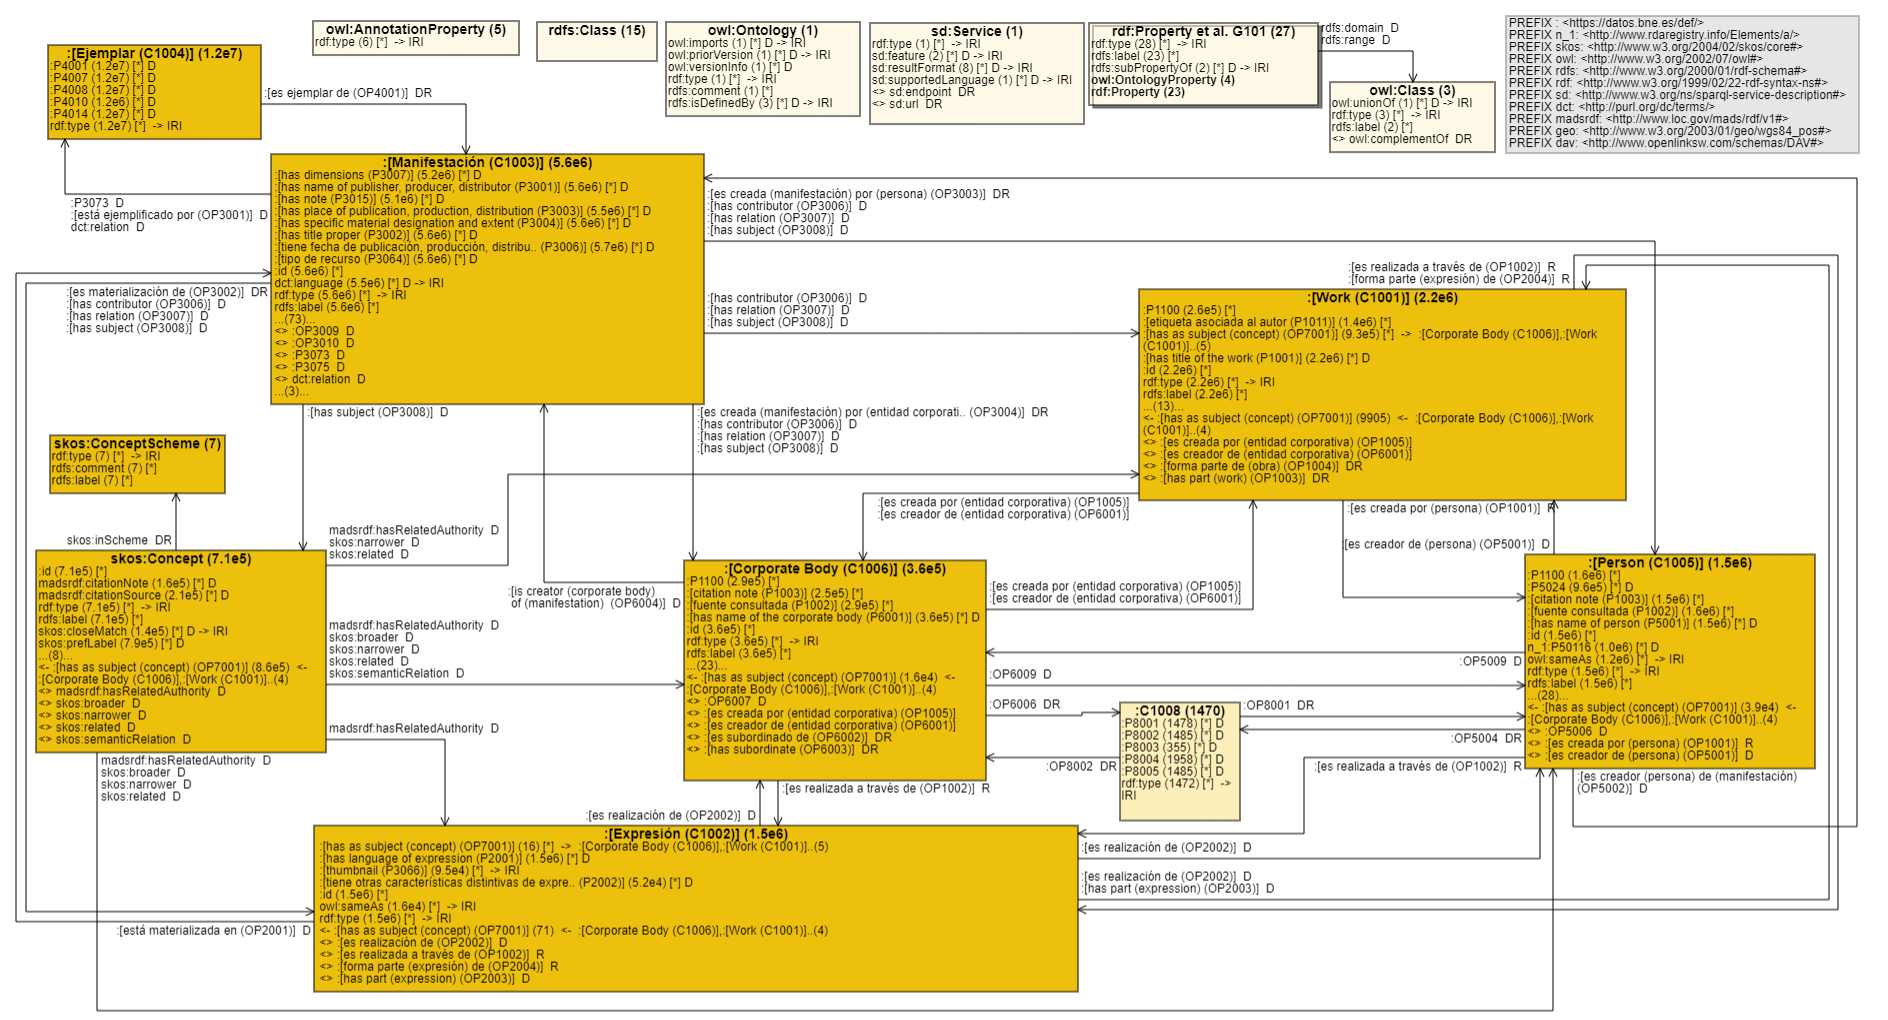 :[Ejemplar (C1004)] (1.2e7)
:P4001 (1.2e7) [*] D
:P4007 (1.2e7) [*] D
:P4008 (1.2e7) [*] D
:P4010 (1.2e6) [*] D
:P4014 (1.2e7) [*] D
rdf:type (1.2e7) [*]  -> IRI
owl:AnnotationProperty (5)
rdf:type (6) [*]  -> IRI
rdfs:Class (15)
owl:Ontology (1)
owl:imports (1) [*] D -> IRI
owl:priorVersion (1) [*] D -> IRI
owl:versionInfo (1) [*] D
rdf:type (1) [*]  -> IRI
rdfs:comment (1) [*]
rdfs:isDefinedBy (3) [*] D -> IRI
sd:Service (1)
rdf:type (1) [*]  -> IRI
sd:feature (2) [*] D -> IRI
sd:resultFormat (8) [*] D -> IRI
sd:supportedLanguage (1) [*] D -> IRI
<> sd:endpoint  DR
<> sd:url  DR
rdf:Property et al. G101 (27)
rdf:type (28) [*]  -> IRI
rdfs:label (23) [*]
rdfs:subPropertyOf (2) [*] D -> IRI
owl:OntologyProperty (4)
rdf:Property (23)
rdfs:domain  D
rdfs:range  D
owl:Class (3)
owl:unionOf (1) [*] D -> IRI
rdf:type (3) [*]  -> IRI
rdfs:label (2) [*]
<> owl:complementOf  DR
PREFIX : <https://datos.bne.es/def/>
PREFIX n_1: <http://www.rdaregistry.info/Elements/a/>
PREFIX skos: <http://www.w3.org/2004/02/skos/core#>
PREFIX owl: <http://www.w3.org/2002/07/owl#>
PREFIX rdfs: <http://www.w3.org/2000/01/rdf-schema#>
PREFIX rdf: <http://www.w3.org/1999/02/22-rdf-syntax-ns#>
PREFIX sd: <http://www.w3.org/ns/sparql-service-description#>
PREFIX dct: <http://purl.org/dc/terms/>
PREFIX madsrdf: <http://www.loc.gov/mads/rdf/v1#>
PREFIX geo: <http://www.w3.org/2003/01/geo/wgs84_pos#>
PREFIX dav: <http://www.openlinksw.com/schemas/DAV#>
:[es ejemplar de (OP4001)]  DR
:P3073  D
:[está ejemplificado por (OP3001)]  D
dct:relation  D
:[Manifestación (C1003)] (5.6e6)
:[has dimensions (P3007)] (5.2e6) [*] D
:[has name of publisher, producer, distributor (P3001)] (5.6e6) [*] D
:[has note (P3015)] (5.1e6) [*] D
:[has place of publication, production, distribution (P3003)] (5.5e6) [*] D
:[has specific material designation and extent (P3004)] (5.6e6) [*] D
:[has title proper (P3002)] (5.6e6) [*] D
:[tiene fecha de publicación, producción, distribu.. (P3006)] (5.7e6) [*] D
:[tipo de recurso (P3064)] (5.6e6) [*] D
:id (5.6e6) [*]
dct:language (5.5e6) [*] D -> IRI
rdf:type (5.6e6) [*]  -> IRI
rdfs:label (5.6e6) [*]
...(73)...
<> :OP3009  D
<> :OP3010  D
<> :P3073  D
<> :P3075  D
<> dct:relation  D
...(3)...
:[es creada (manifestación) por (persona) (OP3003)]  DR
:[has contributor (OP3006)]  D
:[has relation (OP3007)]  D
:[has subject (OP3008)]  D
:[es materialización de (OP3002)]  DR
:[has contributor (OP3006)]  D
:[has relation (OP3007)]  D
:[has subject (OP3008)]  D
:[has contributor (OP3006)]  D
:[has relation (OP3007)]  D
:[has subject (OP3008)]  D
:[es realizada a través de (OP1002)]  R
:[forma parte (expresión) de (OP2004)]  R
:[Work (C1001)] (2.2e6)
:P1100 (2.6e5) [*]
:[etiqueta asociada al autor (P1011)] (1.4e6) [*]
:[has as subject (concept) (OP7001)] (9.3e5) [*]  ->  :[Corporate Body (C1006)],:[Work
(C1001)]..(5)
:[has title of the work (P1001)] (2.2e6) [*] D
:id (2.2e6) [*]
rdf:type (2.2e6) [*]  -> IRI
rdfs:label (2.2e6) [*]
...(13)...
<- :[has as subject (concept) (OP7001)] (9905)  <-  :[Corporate Body (C1006)],:[Work
(C1001)]..(4)
<> :[es creada por (entidad corporativa) (OP1005)]
<> :[es creador de (entidad corporativa) (OP6001)]
<> :[forma parte de (obra) (OP1004)]  DR
<> :[has part (work) (OP1003)]  DR
:[has subject (OP3008)]  D
:[es creada (manifestación) por (entidad corporati.. (OP3004)]  DR
:[has contributor (OP3006)]  D
:[has relation (OP3007)]  D
:[has subject (OP3008)]  D
skos:ConceptScheme (7)
rdf:type (7) [*]  -> IRI
rdfs:comment (7) [*]
rdfs:label (7) [*]
skos:inScheme  DR
madsrdf:hasRelatedAuthority  D
skos:narrower  D
skos:related  D
:[es creada por (entidad corporativa) (OP1005)]
:[es creador de (entidad corporativa) (OP6001)]
:[es creada por (persona) (OP1001)]  R
:[es creador de (persona) (OP5001)]  D
skos:Concept (7.1e5)
:id (7.1e5) [*]
madsrdf:citationNote (1.6e5) [*] D
madsrdf:citationSource (2.1e5) [*] D
rdf:type (7.1e5) [*]  -> IRI
rdfs:label (7.1e5) [*]
skos:closeMatch (1.4e5) [*] D -> IRI
skos:prefLabel (7.9e5) [*] D
...(8)...
<- :[has as subject (concept) (OP7001)] (8.6e5)  <-
:[Corporate Body (C1006)],:[Work (C1001)]..(4)
<> madsrdf:hasRelatedAuthority  D
<> skos:broader  D
<> skos:narrower  D
<> skos:related  D
<> skos:semanticRelation  D
madsrdf:hasRelatedAuthority  D
skos:broader  D
skos:narrower  D
skos:related  D
skos:semanticRelation  D
madsrdf:hasRelatedAuthority  D
madsrdf:hasRelatedAuthority  D
skos:broader  D
skos:narrower  D
skos:related  D
:[is creator (corporate body)
of (manifestation)  (OP6004)]  D
:[Corporate Body (C1006)] (3.6e5)
:P1100 (2.9e5) [*]
:[citation note (P1003)] (2.5e5) [*]
:[fuente consultada (P1002)] (2.9e5) [*]
:[has name of the corporate body (P6001)] (3.6e5) [*] D
:id (3.6e5) [*]
rdf:type (3.6e5) [*]  -> IRI
rdfs:label (3.6e5) [*]
...(23)...
<- :[has as subject (concept) (OP7001)] (1.6e4)  <-
:[Corporate Body (C1006)],:[Work (C1001)]..(4)
<> :OP6007  D
<> :[es creada por (entidad corporativa) (OP1005)]
<> :[es creador de (entidad corporativa) (OP6001)]
<> :[es subordinado de (OP6002)]  DR
<> :[has subordinate (OP6003)]  DR
:[es creada por (entidad corporativa) (OP1005)]
:[es creador de (entidad corporativa) (OP6001)]
:OP5009  D
:OP6009  D
:OP6006  DR
:C1008 (1470)
:P8001 (1478) [*] D
:P8002 (1485) [*] D
:P8003 (355) [*] D
:P8004 (1958) [*] D
:P8005 (1485) [*] D
rdf:type (1472) [*]  ->
IRI
:OP8001  DR
:OP5004  DR
:OP8002  DR
:[Person (C1005)] (1.5e6)
:P1100 (1.6e6) [*]
:P5024 (9.6e5) [*] D
:[citation note (P1003)] (1.5e6) [*]
:[fuente consultada (P1002)] (1.6e6) [*]
:[has name of person (P5001)] (1.5e6) [*] D
:id (1.5e6) [*]
n_1:P50116 (1.0e6) [*] D
owl:sameAs (1.2e6) [*]  -> IRI
rdf:type (1.5e6) [*]  -> IRI
rdfs:label (1.5e6) [*]
...(28)...
<- :[has as subject (concept) (OP7001)] (3.9e4)  <-
:[Corporate Body (C1006)],:[Work (C1001)]..(4)
<> :OP5006  D
<> :[es creada por (persona) (OP1001)]  R
<> :[es creador de (persona) (OP5001)]  D
:[es realizada a través de (OP1002)]  R
:[es creador (persona) de (manifestación)
(OP5002)]  D
:[es realizada a través de (OP1002)]  R
:[es realización de (OP2002)]  D
:[Expresión (C1002)] (1.5e6)
:[has as subject (concept) (OP7001)] (16) [*]  ->  :[Corporate Body (C1006)],:[Work (C1001)]..(5)
:[has language of expression (P2001)] (1.5e6) [*] D
:[thumbnail (P3066)] (9.5e4) [*]  -> IRI
:[tiene otras características distintivas de expre.. (P2002)] (5.2e4) [*] D
:id (1.5e6) [*]
owl:sameAs (1.6e4) [*]  -> IRI
rdf:type (1.5e6) [*]  -> IRI
<- :[has as subject (concept) (OP7001)] (71)  <-  :[Corporate Body (C1006)],:[Work (C1001)]..(4)
<> :[es realización de (OP2002)]  D
<> :[es realizada a través de (OP1002)]  R
<> :[forma parte (expresión) de (OP2004)]  R
<> :[has part (expression) (OP2003)]  D
:[es realización de (OP2002)]  D
:[es realización de (OP2002)]  D
:[has part (expression) (OP2003)]  D
:[está materializada en (OP2001)]  D